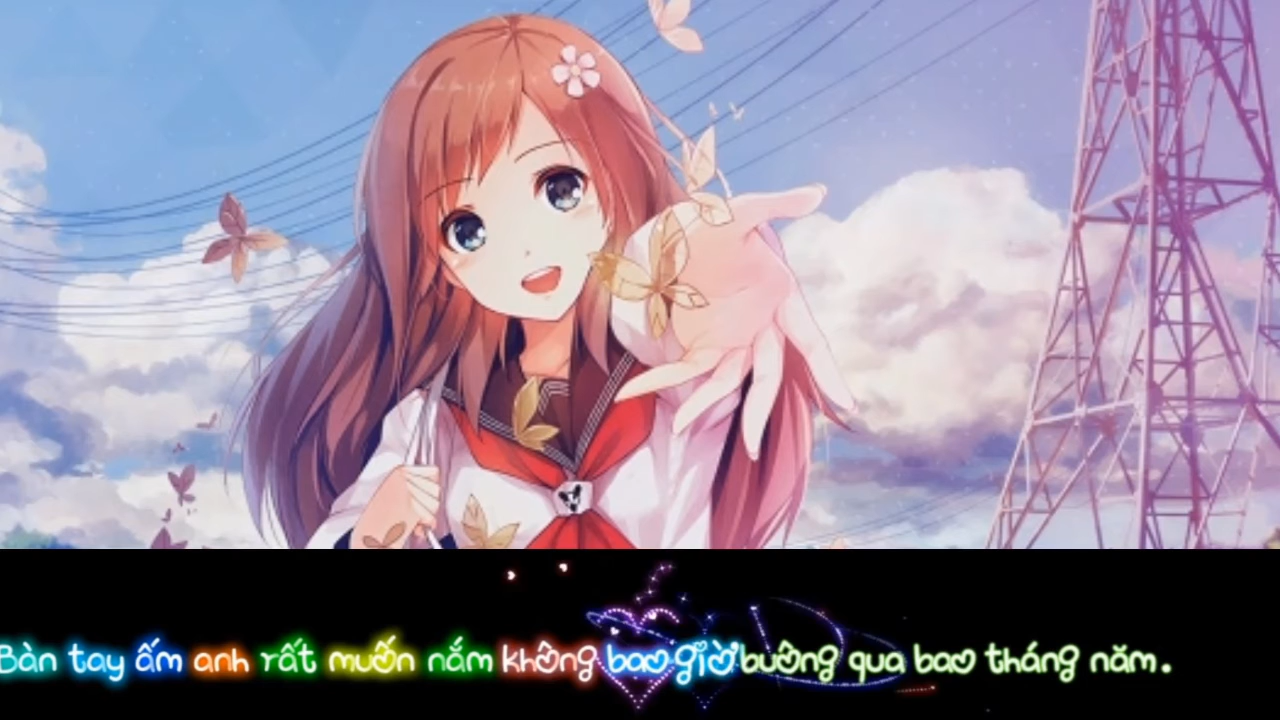 Bàn tay ấm anh rất muốn nắm không bao giờ buông qua bao tháng năm.